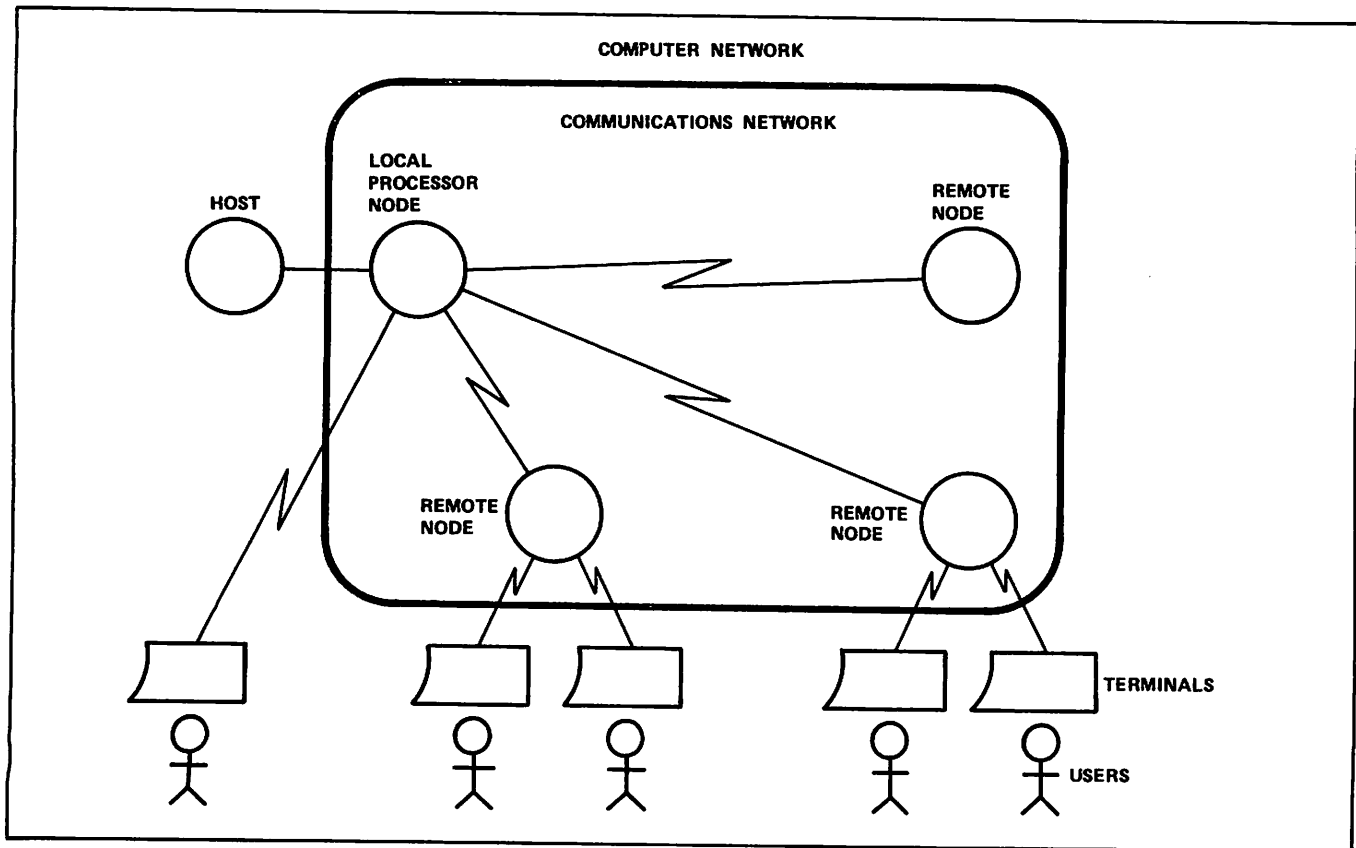 COMPUTER NETWORK
COMMUNICATIONS NETWORK
LOCAL
PROCESSOR
NODE
HOST
REMOTE
NODE
REMOTE
NODE
REMOTE
NODE
TERMINALS
USERS